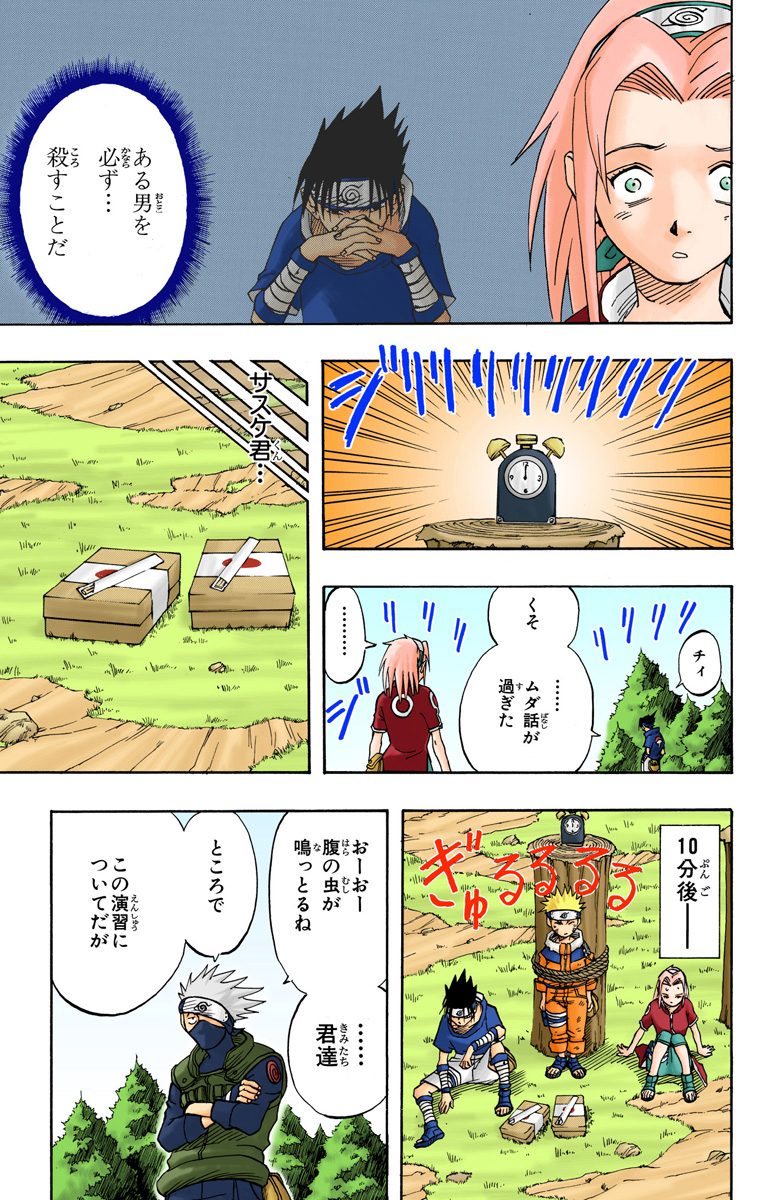 ある男を
必ず…
殺すことだ
サスケ君…
ジリリリリリリリ
チィ
くそ
……
ムダ話が
過ぎた
リリリ
リリリ
………
10分後──
ぎゅるるるる
おーおー
腹の虫が
鳴っとるね
……
君達
ところで
この演習に
ついてだが